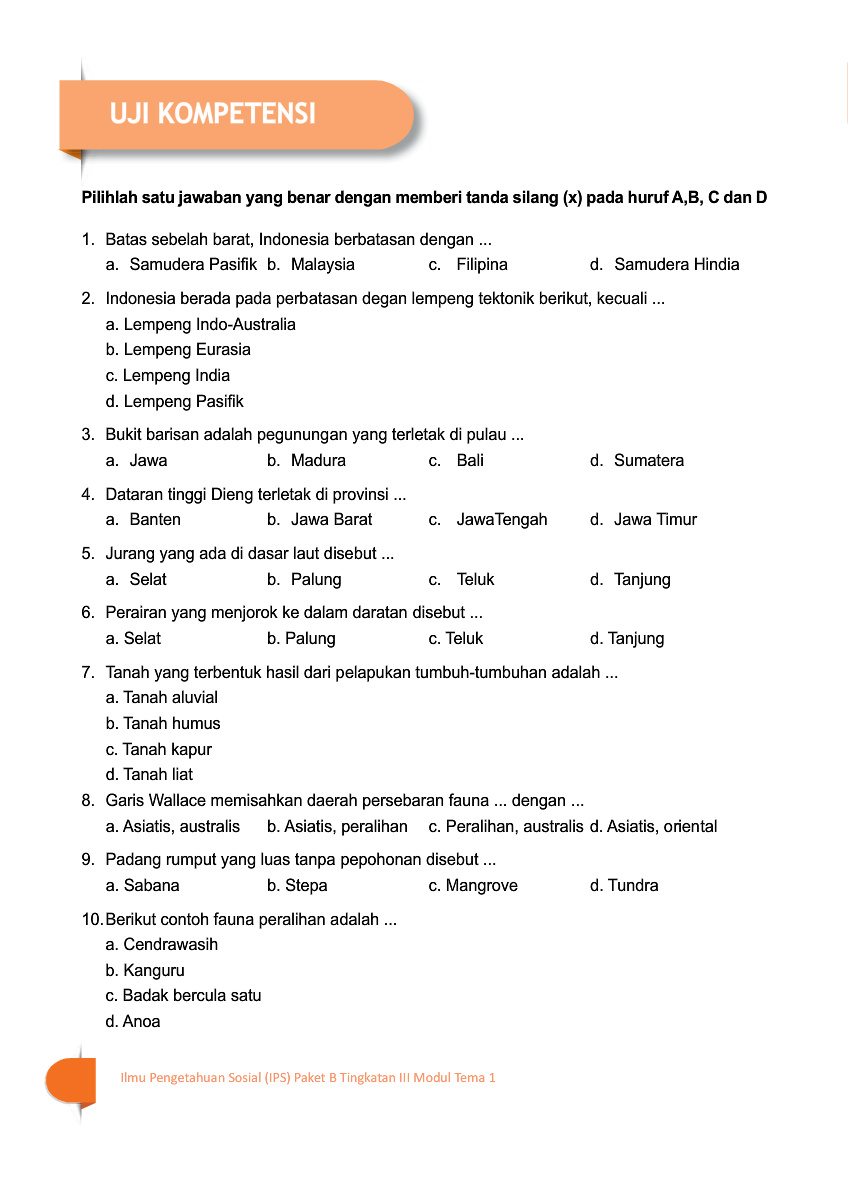 UJI KOMPETENSI
Pilihlah satu jawaban yang benar dengan memberi tanda silang (x) pada huruf A,B, C dan D
1. Batas sebelah barat, Indonesia berbatasan dengan ...
a. Samudera Pasifik b. Malaysia c. Filipina d. Samudera Hindia
2. Indonesia berada pada perbatasan degan lempeng tektonik berikut, kecuali ...
a. Lempeng Indo-Australia
b. Lempeng Eurasia
c. Lempeng India
d. Lempeng Pasifik
3. Bukit barisan adalah pegunungan yang terletak di pulau ...
a. Jawa b. Madura c. Bali d. Sumatera
4. Dataran tinggi Dieng terletak di provinsi ...
a. Banten b. Jawa Barat c. JawaTengah d. Jawa Timur
5. Jurang yang ada di dasar laut disebut ...
a. Selat b. Palung c. Teluk d. Tanjung
6. Perairan yang menjorok ke dalam daratan disebut ...
a. Selat b. Palung c. Teluk d. Tanjung
7. Tanah yang terbentuk hasil dari pelapukan tumbuh-tumbuhan adalah ...
a. Tanah aluvial
b. Tanah humus
c. Tanah kapur
d. Tanah liat
8. Garis Wallace memisahkan daerah persebaran fauna ... dengan ...
a. Asiatis, australis b. Asiatis, peralihan c. Peralihan, australis d. Asiatis, oriental
9. Padang rumput yang luas tanpa pepohonan disebut ...
a. Sabana b. Stepa c. Mangrove d. Tundra
10. Berikut contoh fauna peralihan adalah ...
a. Cendrawasih
b. Kanguru
c. Badak bercula satu
d. Anoa
Ilmu Pengetahuan Sosial (IPS) Paket B Tingkatan III Modul Tema 1